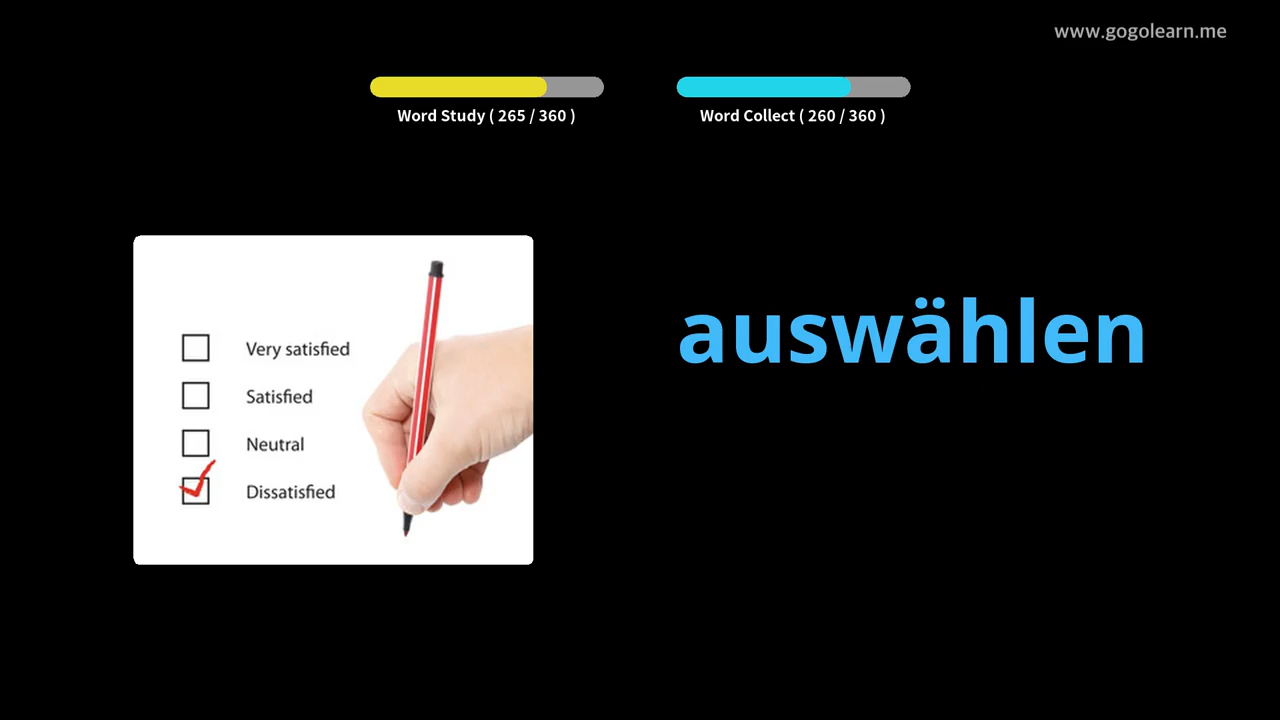 www.gogolearn.me
Word Study ( 265 / 360 )
Word Collect ( 260 / 360 )
Very satisfied
Satisfied
Neutral
Dissatisfied
auswählen